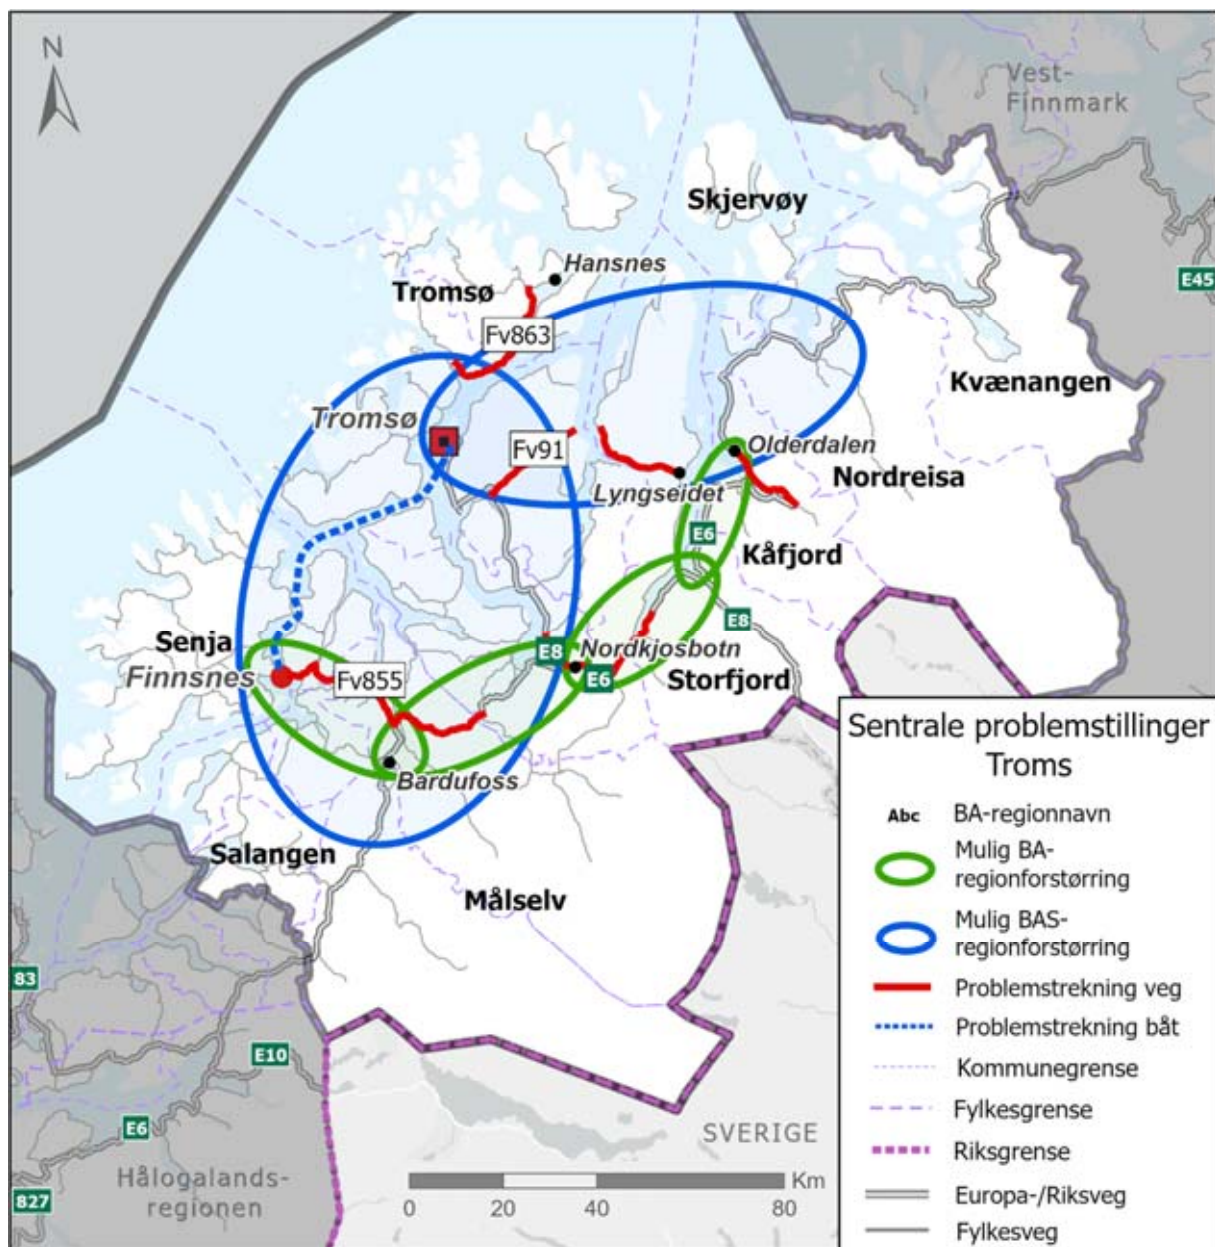 N
Vest-
Finnmark
Skjervøy
Hansnes
Tromsø
E45
Fv863
Kvænangen
Tromsø
Olderdalen
Fv91
Nordreisa
Lyngseidet
E6
Kåfjord
E8
Senja
E8
Nordkjosbotn
Finnsnes
Fv855
E6
Storfjord
Bardufoss
Salangen
Målselv
83
E10
E6
SVERIGE
Hålogalands-
regionen
827
Km
0 20 40 80
Sentrale problemstillinger
Troms
Abc BA-regionnavn
Mulig BA-
regionforstørring
Mulig BAS-
regionforstørring
Problemstrekning veg
Problemstrekning båt
Kommunegrense
Fylkesgrense
Riksgrense
Europa-/Riksveg
Fylkesveg